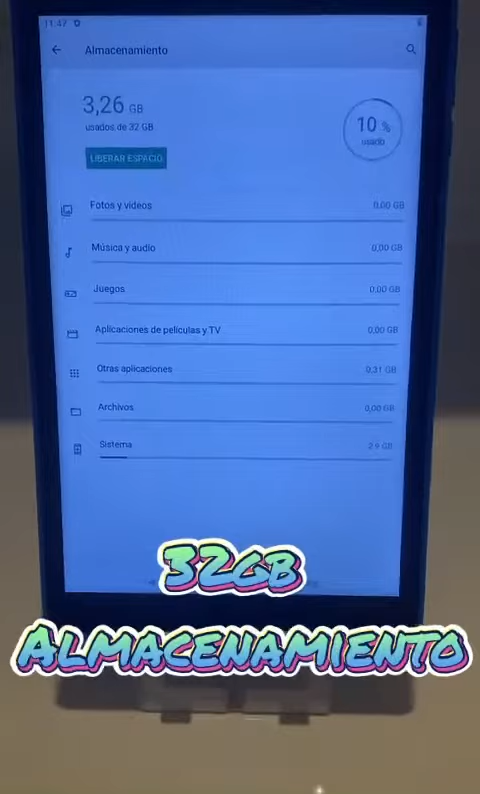 11:47
Almacenamiento
3,26 GB
usados de 32 GB
10 %
usado
LIBERAR ESPACIO
Fotos y videos 0,00 GB
Música y audio 0,00 GB
Juegos 0,00 GB
Aplicaciones de películas y TV 0,00 GB
Otras aplicaciones 0,31 GB
Archivos 0,00 GB
Sistema 2,9 GB
32GB
ALMACENAMIENTO